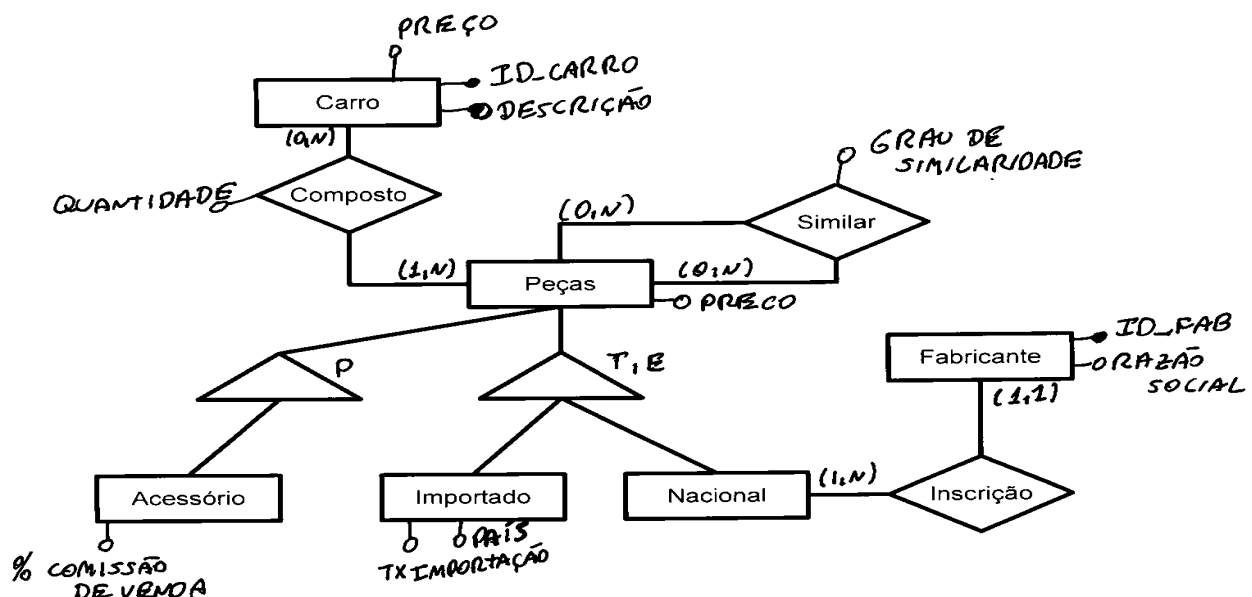 PREÇO
ID_CARRO
Carro
DESCRIÇÃO
(0,N)
GRAU DE
SIMILARIDADE
QUANTIDADE
Composto
(0,N)
Similar
(1,N)
Peças
(0,N)
PRECO
ID_FAB
Fabricante
RAZÃO
SOCIAL
P
T, E
(1,1)
Acessório
Importado
Nacional
(1,N)
Inscrição
% COMISSÃO
DE VENDA
PAÍS
TX IMPORTAÇÃO